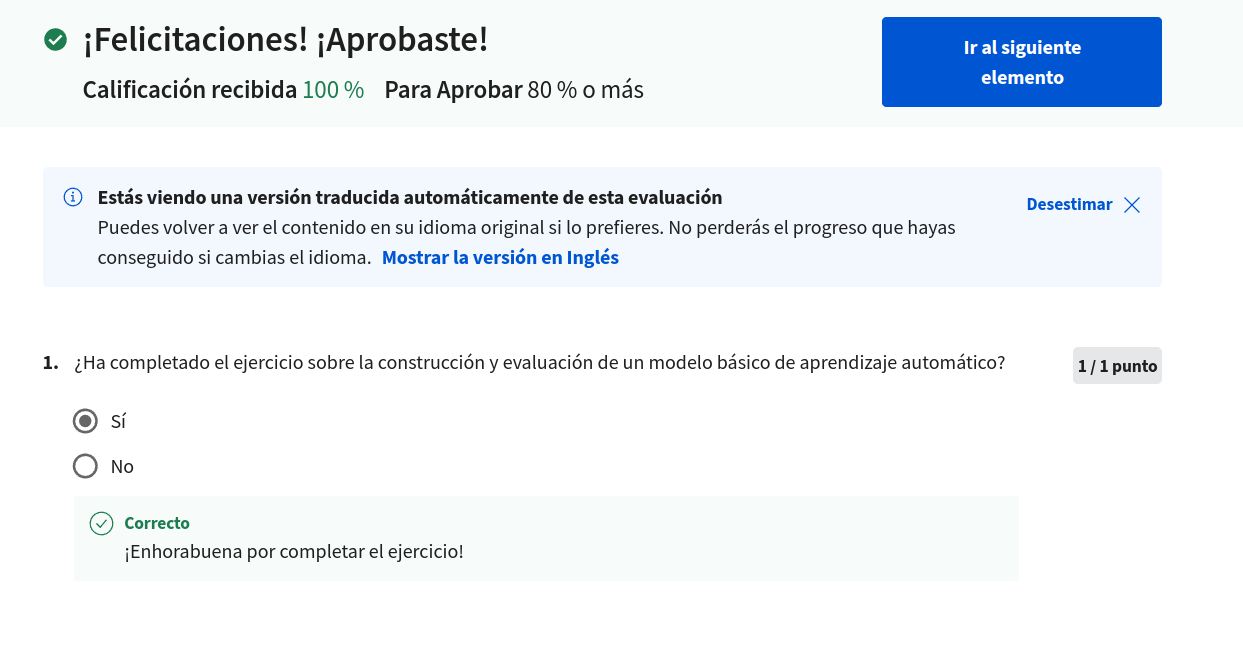 ¡Felicitaciones! ¡Aprobaste!
Calificación recibida 100 % Para Aprobar 80 % o más
Ir al siguiente
elemento
Estás viendo una versión traducida automáticamente de esta evaluación
Desestimar
Puedes volver a ver el contenido en su idioma original si lo prefieres. No perderás el progreso que hayas
conseguido si cambias el idioma. Mostrar la versión en Inglés
1. ¿Ha completado el ejercicio sobre la construcción y evaluación de un modelo básico de aprendizaje automático?
1 / 1 punto
Sí
No
Correcto
¡Enhorabuena por completar el ejercicio!